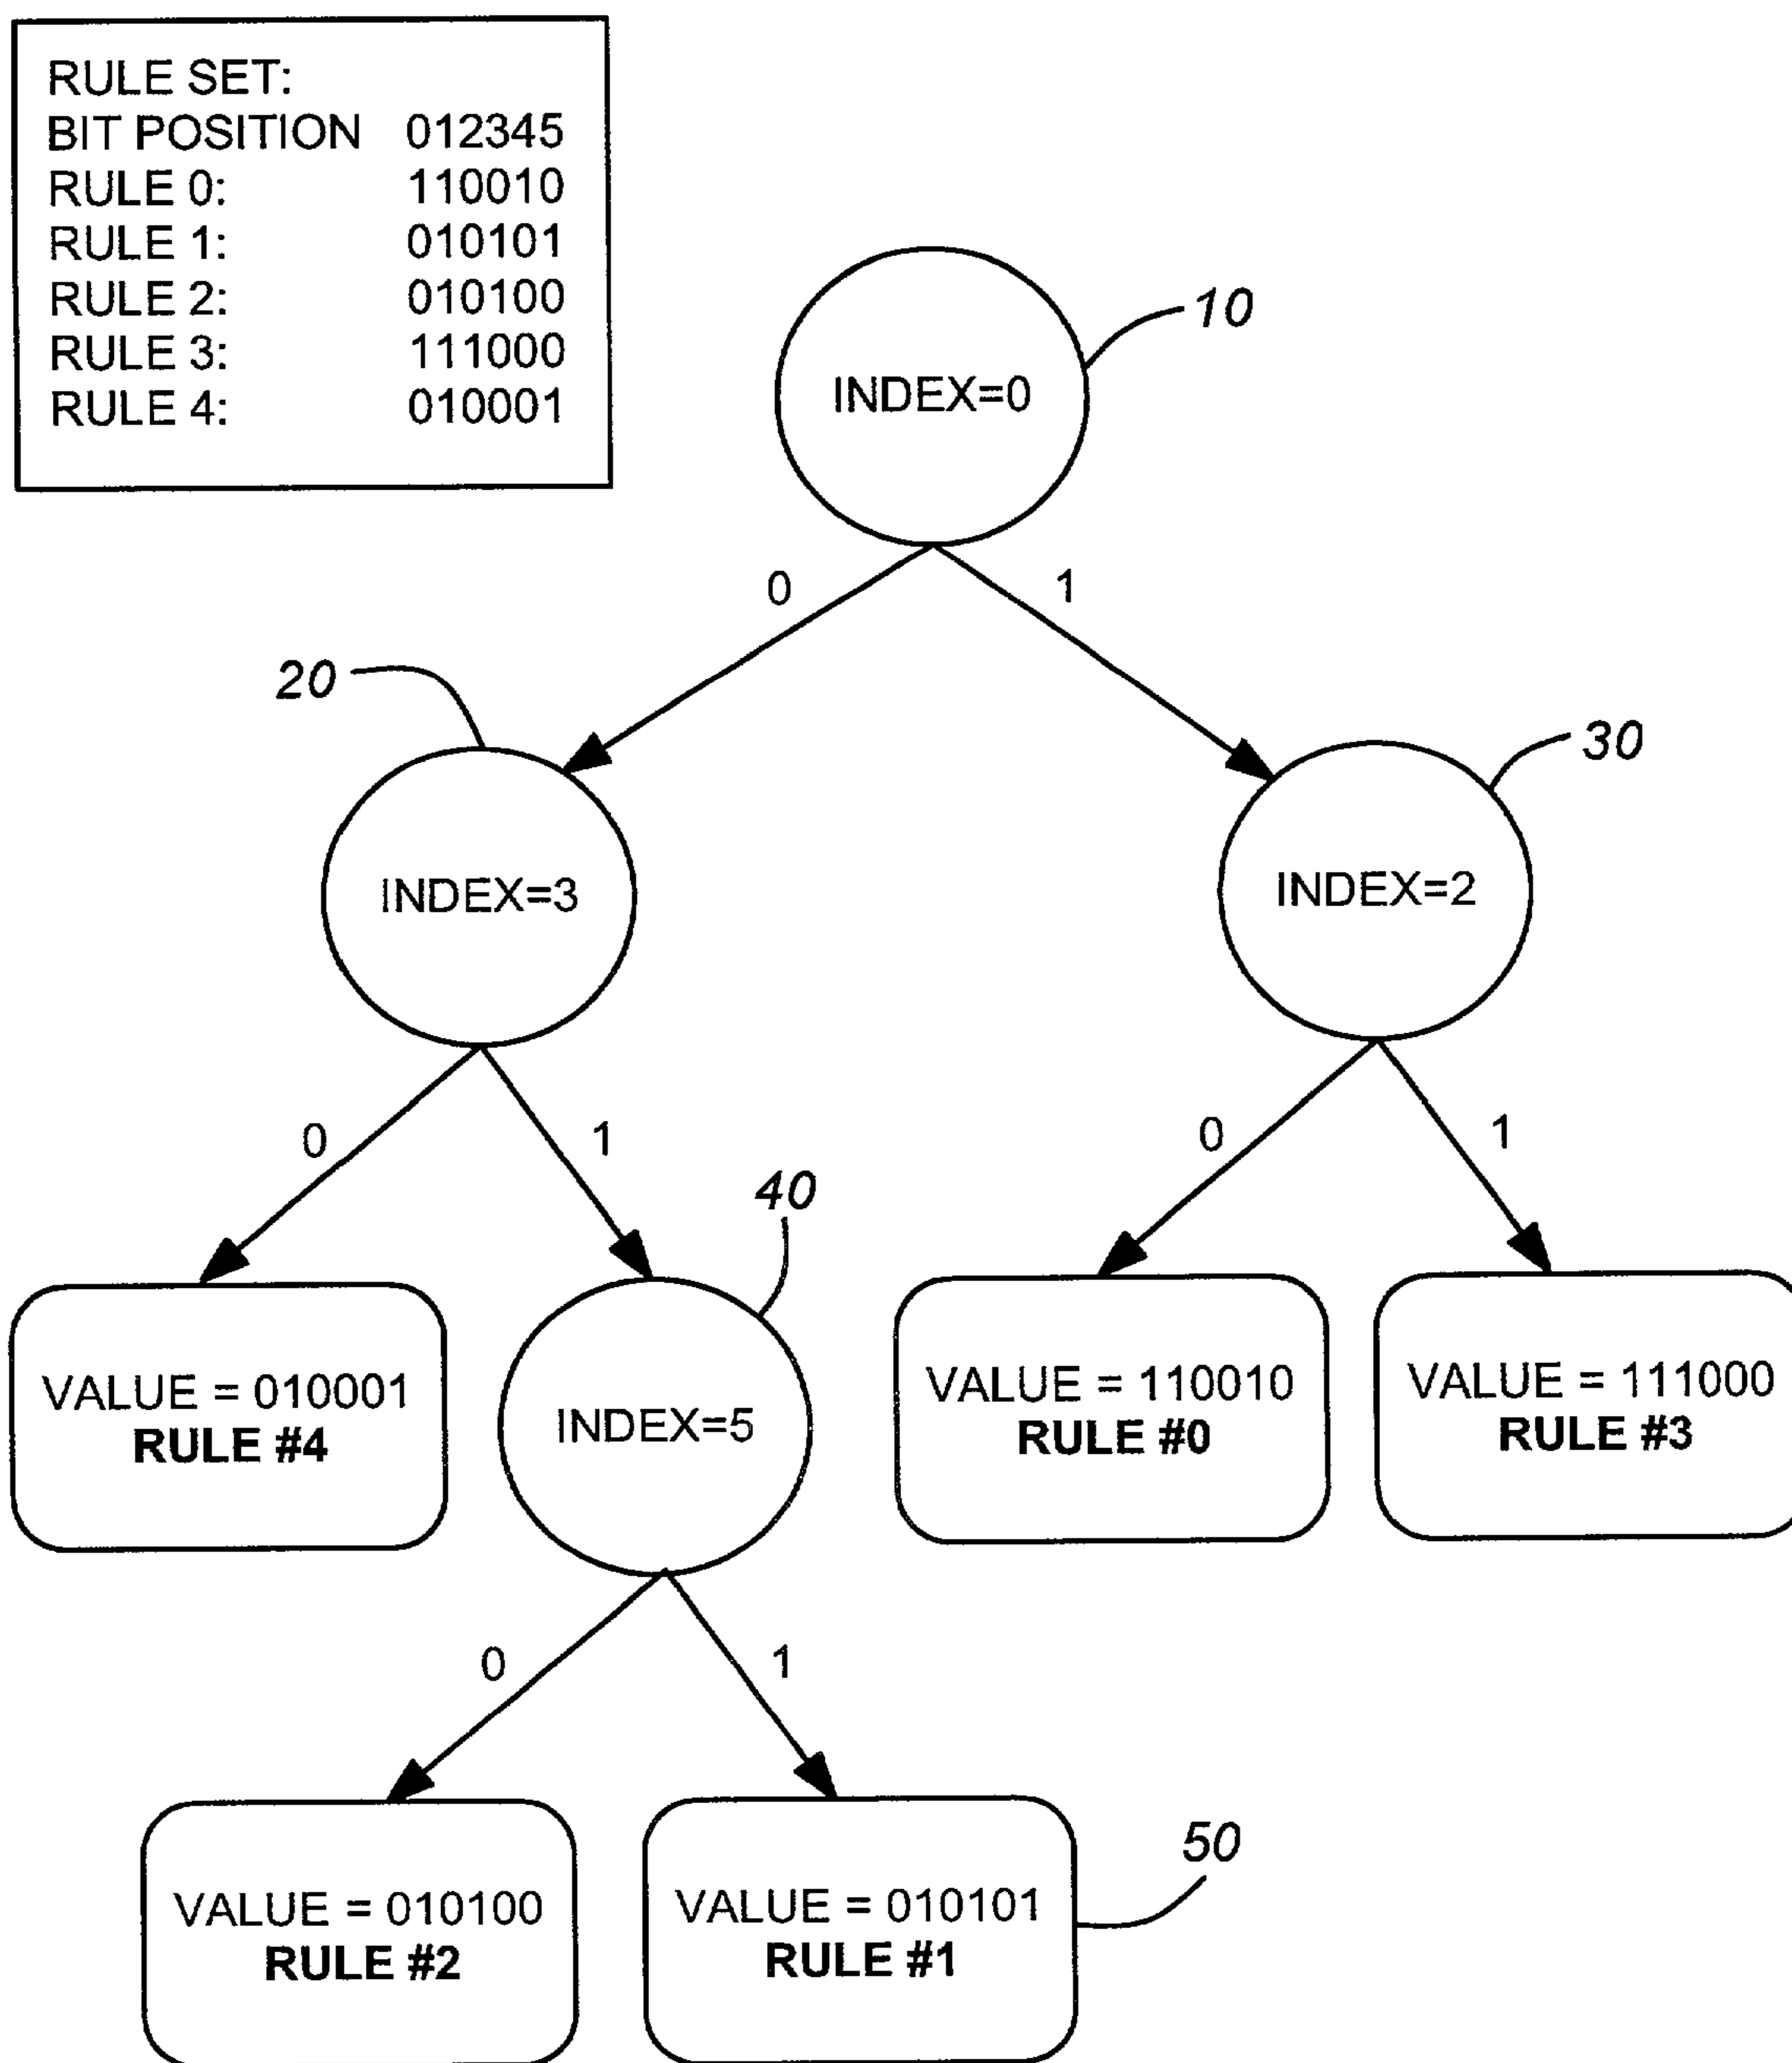 RULE SET:
BIT POSITION 012345
RULE 0: 110010
RULE 1: 010101
RULE 2: 010100
RULE 3: 111000
RULE 4: 010001
10
INDEX=0
0
1
20
30
INDEX=3
INDEX=2
0
1
0
1
40
VALUE = 010001
RULE #4
INDEX=5
VALUE = 110010
RULE #0
VALUE = 111000
RULE #3
0
1
50
VALUE = 010100
RULE #2
VALUE = 010101
RULE #1